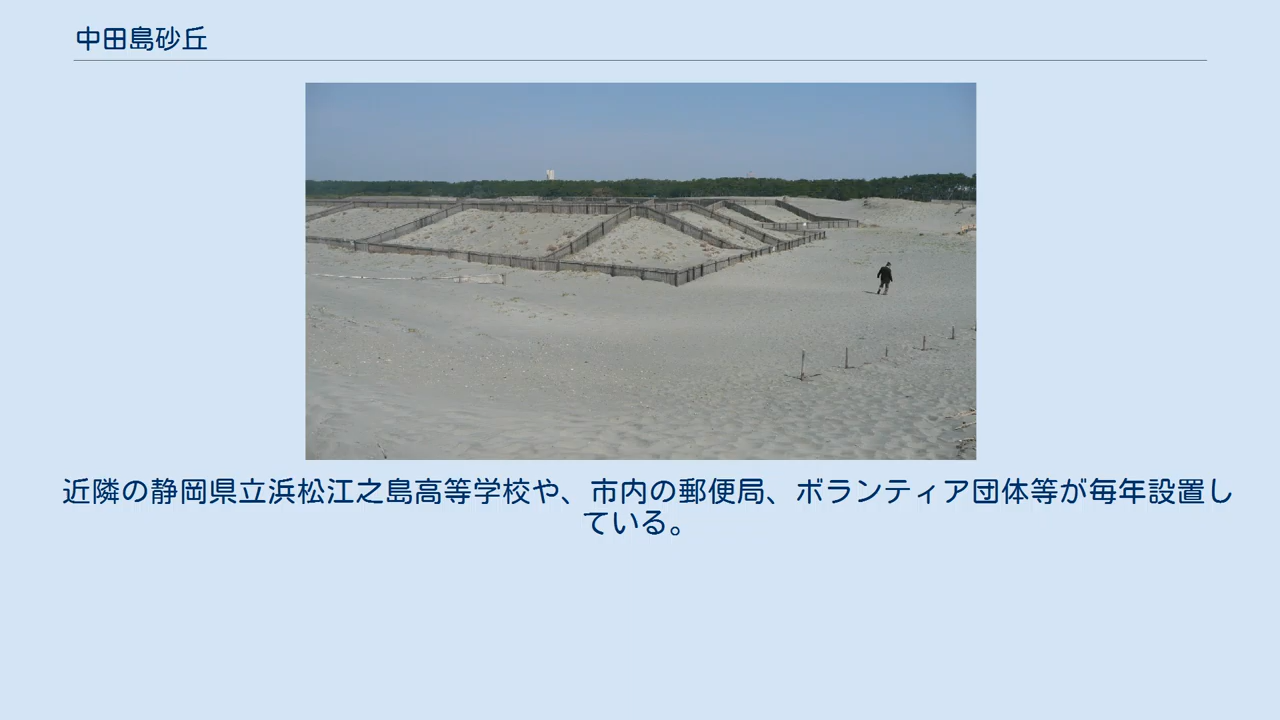 中田島砂丘
近隣の静岡県立浜松江之島高等学校や、市内の郵便局、ボランティア団体等が毎年設置し
ている。